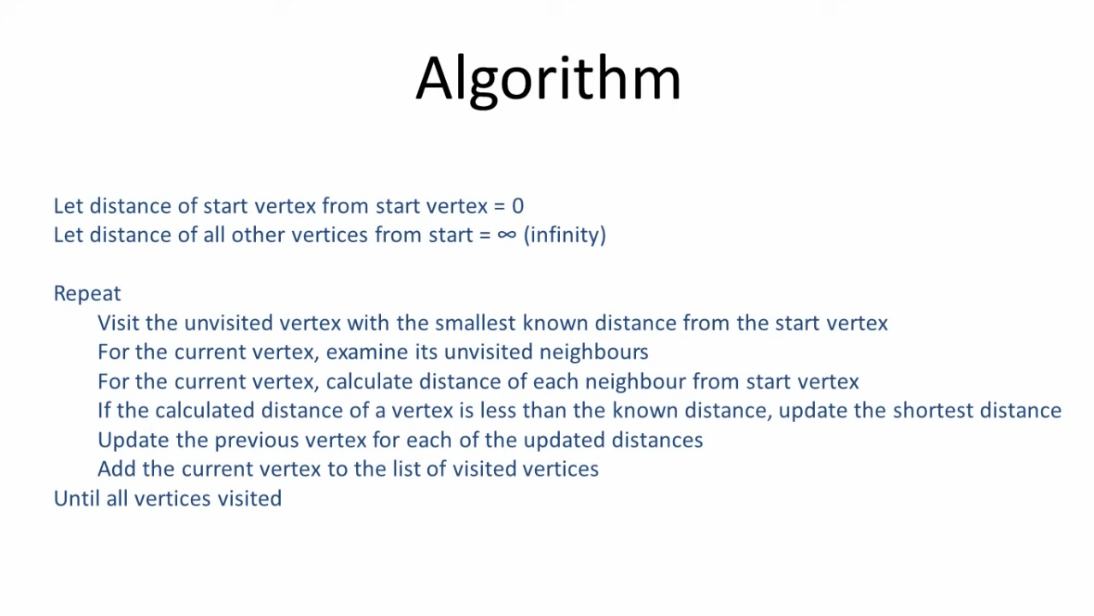 Algorithm
Let distance of start vertex from start vertex = 0
Let distance of all other vertices from start = ∞ (infinity)
Repeat
Visit the unvisited vertex with the smallest known distance from the start vertex
For the current vertex, examine its unvisited neighbours
For the current vertex, calculate distance of each neighbour from start vertex
If the calculated distance of a vertex is less than the known distance, update the shortest distance
Update the previous vertex for each of the updated distances
Add the current vertex to the list of visited vertices
Until all vertices visited